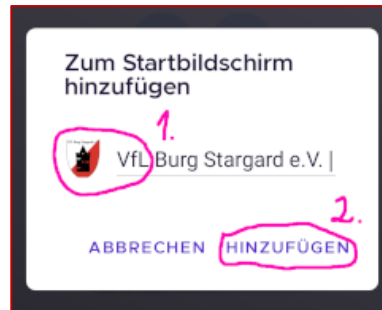 Zum Startbildschirm
hinzufügen
1.
VfL Burg Stargard e.V. |
2.
ABBRECHEN HINZUFÜGEN